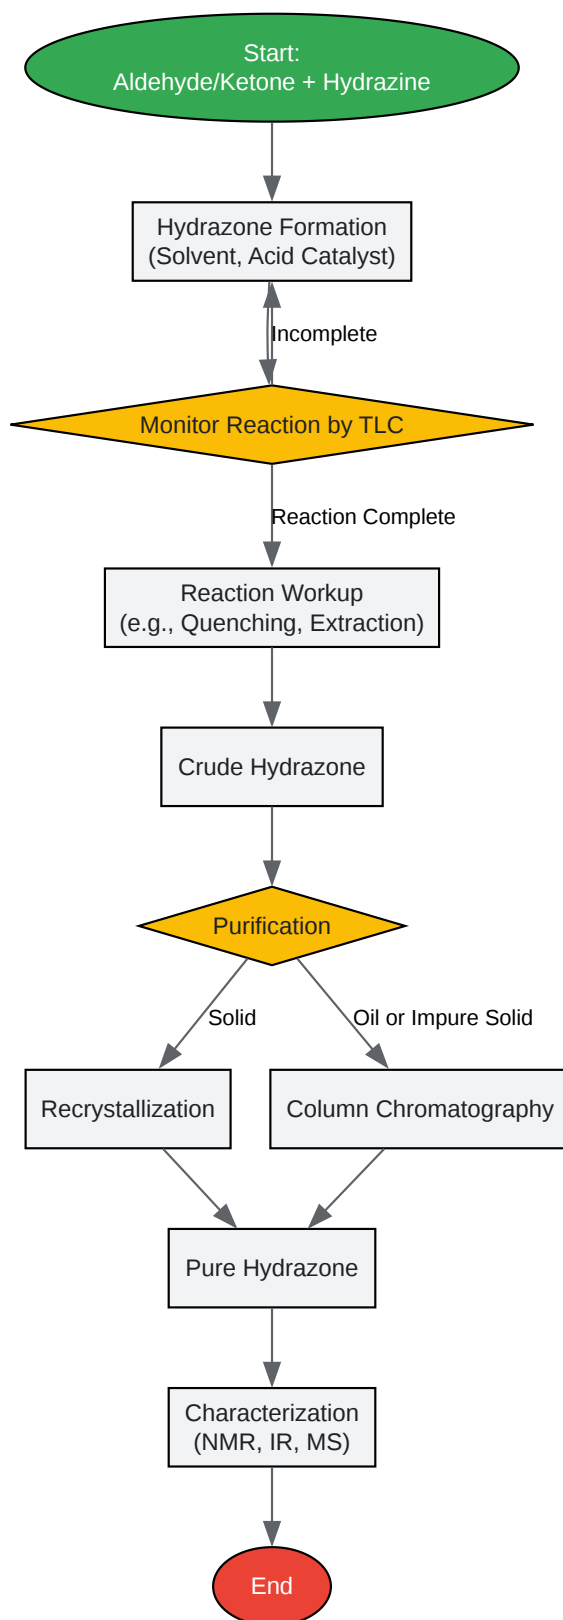 Start:
Aldehyde/Ketone + Hydrazine
Hydrazone Formation
(Solvent, Acid Catalyst)
Incomplete
Monitor Reaction by TLC
Reaction Complete
Reaction Workup
(e.g., Quenching, Extraction)
Crude Hydrazone
Purification
Solid
Oil or Impure Solid
Recrystallization
Column Chromatography
Pure Hydrazone
Characterization
(NMR, IR, MS)
End